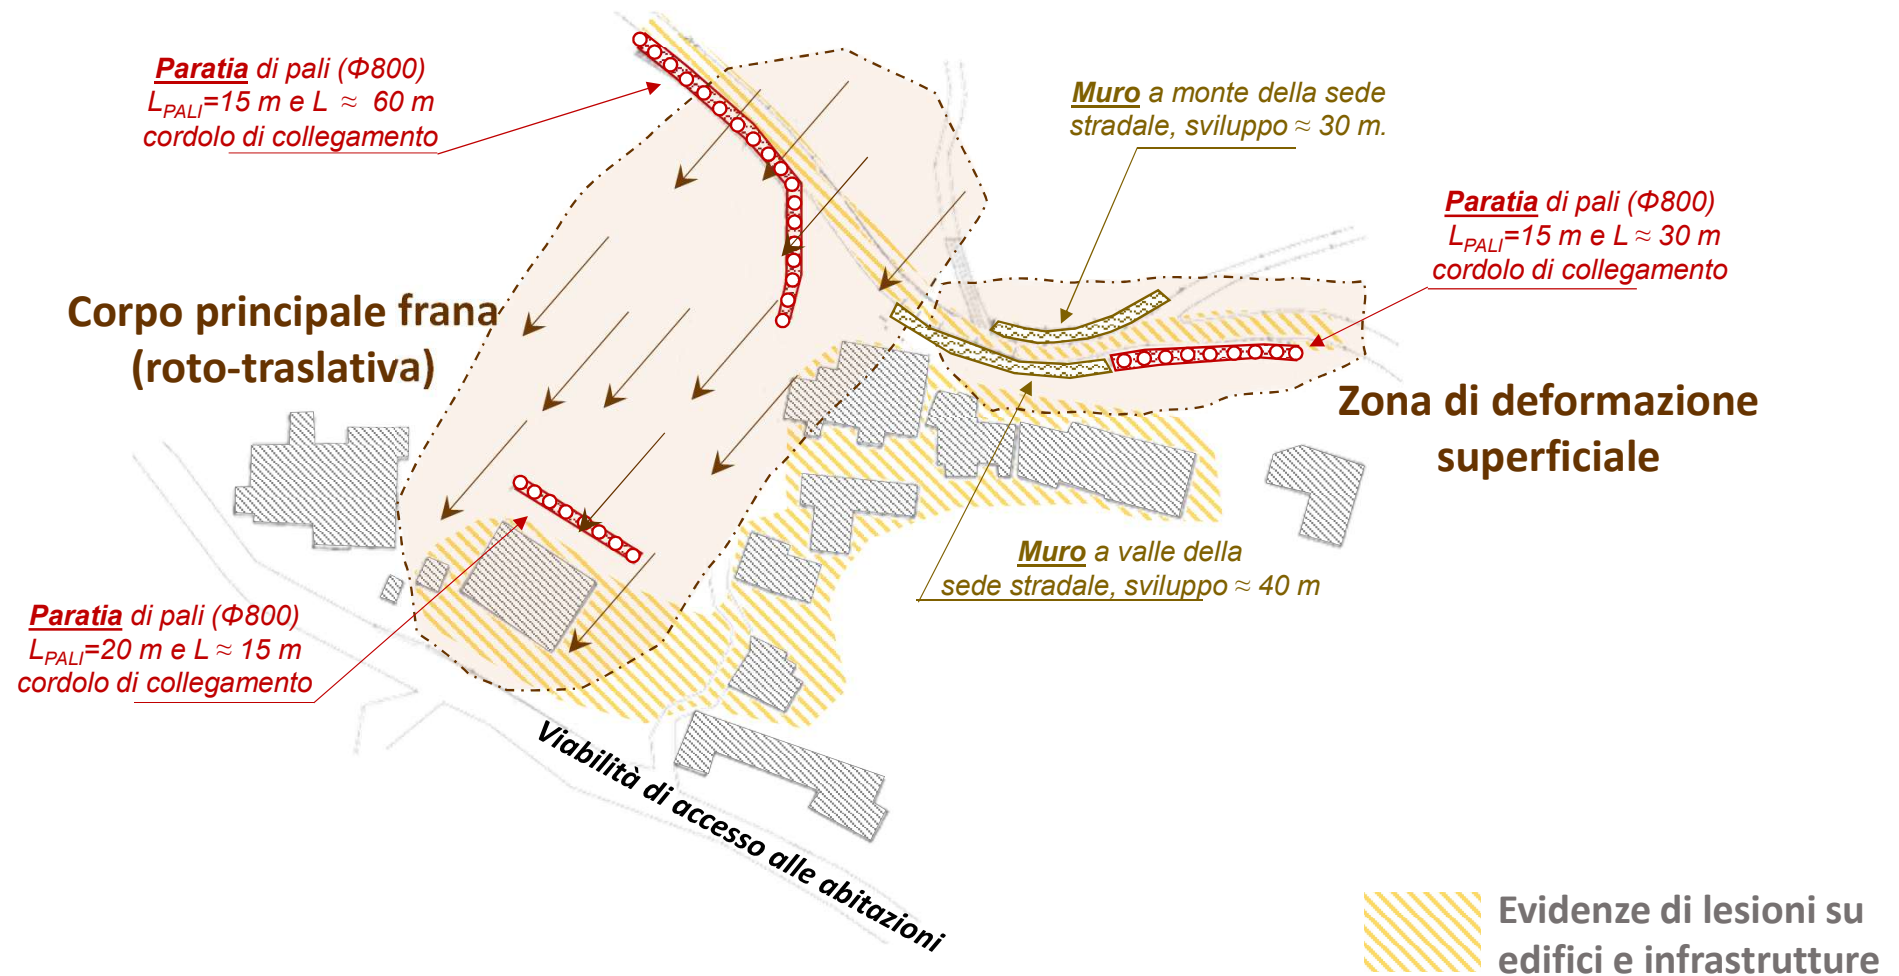 Paratia di pali (Φ800)
LPALI=15 m e L ≈ 60 m
cordolo di collegamento
Muro a monte della sede
stradale, sviluppo ≈ 30 m.
Paratia di pali (Φ800)
LPALI=15 m e L ≈ 30 m
cordolo di collegamento
Corpo principale frana
(roto-traslativa)
Zona di deformazione
superficiale
Muro a valle della
sede stradale, sviluppo ≈ 40 m
Paratia di pali (Φ800)
LPALI=20 m e L ≈ 15 m
cordolo di collegamento
Viabilità di accesso alle abitazioni
Evidenze di lesioni su
edifici e infrastrutture